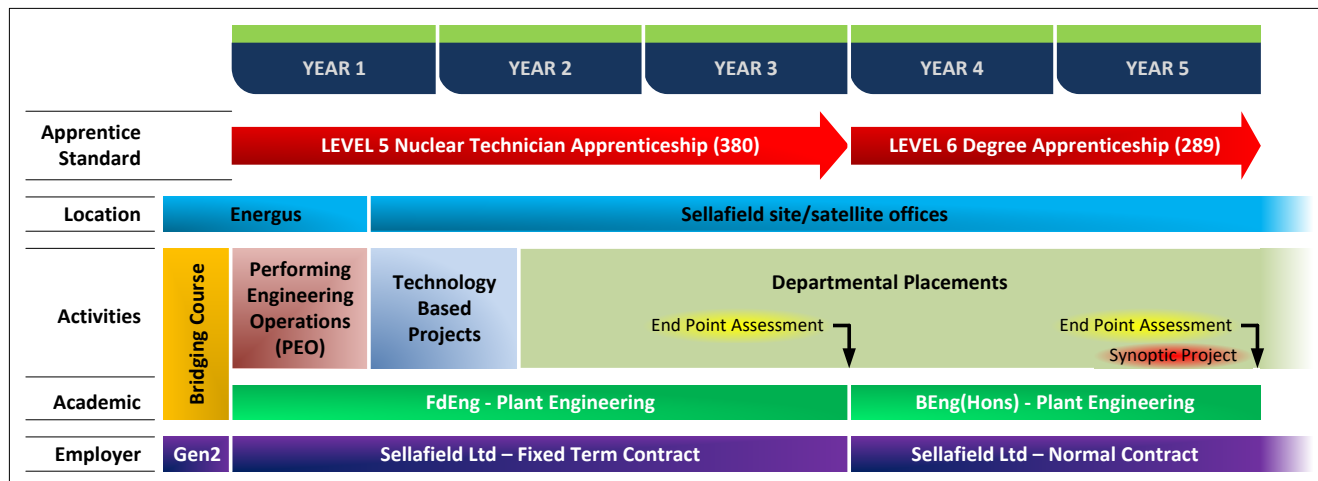 YEAR 1
YEAR 2
YEAR 3
YEAR 4
YEAR 5
Apprentice
Standard
LEVEL 5 Nuclear Technician Apprenticeship (380)
LEVEL 6 Degree Apprenticeship (289)
Location
Energus
Sellafield site/satellite offices
Activities
Bridging Course
Performing
Engineering
Operations
(PEO)
Technology
Based
Projects
Departmental Placements
End Point Assessment
End Point Assessment
Synoptic Project
Academic
FdEng - Plant Engineering
BEng(Hons) - Plant Engineering
Employer
Gen2
Sellafield Ltd – Fixed Term Contract
Sellafield Ltd – Normal Contract